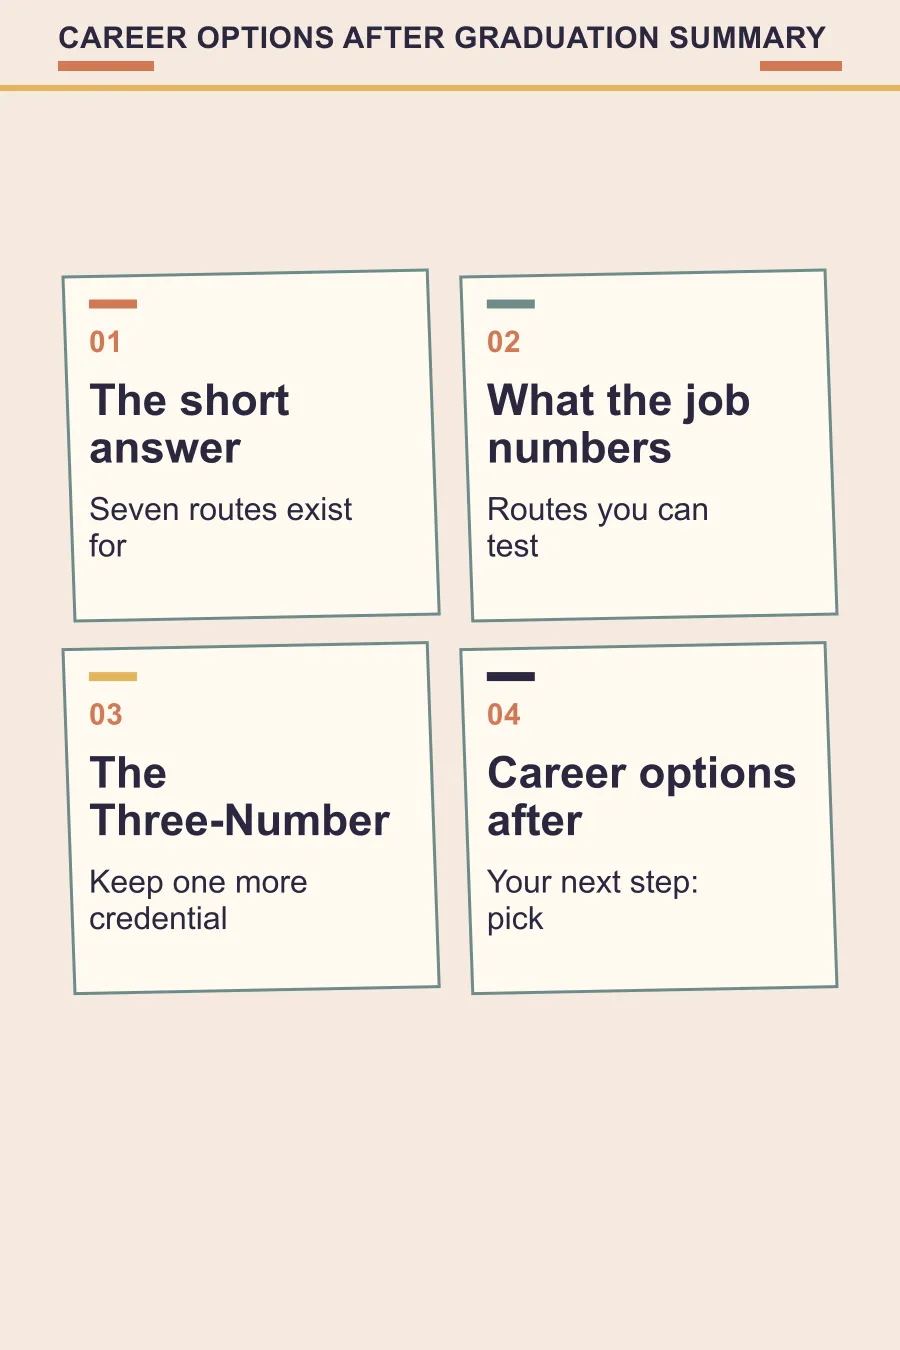 CAREER OPTIONS AFTER GRADUATION SUMMARY
01
The short
answer
Seven routes exist
for
02
What the job
numbers
Routes you can
test
03
The
Three-Number
Keep one more
credential
04
Career options
after
Your next step:
pick